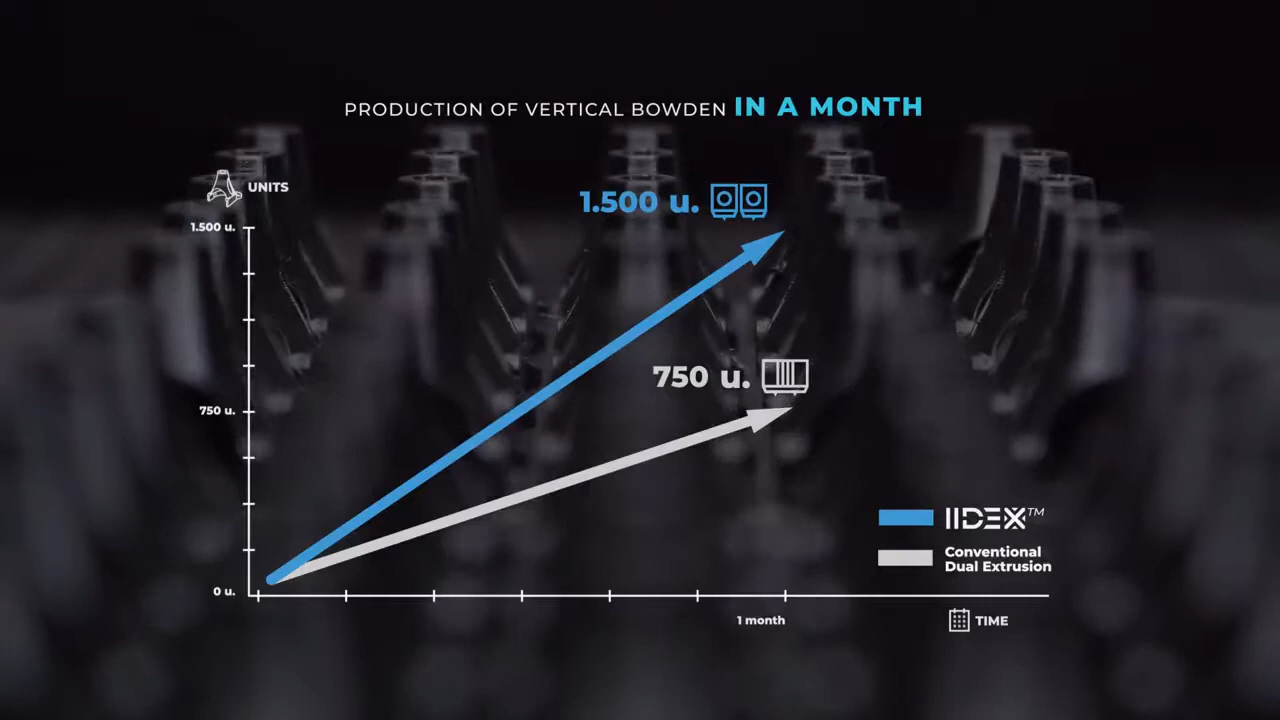 PRODUCTION OF VERTICAL BOWDEN IN A MONTH
UNITS
1.500 u.
1.500 u.
750 u.
750 u.
0 u.
IIDEX™
Conventional
Dual Extrusion
1 month
TIME